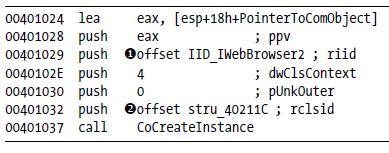 00401024 lea eax, [esp+18h+PointerToComObject]
00401028 push eax ; ppv
00401029 push ❶offset IID_IWebBrowser2 ; riid
0040102E push 4 ; dwClsContext
00401030 push 0 ; pUnkOuter
00401032 push ❷offset stru_40211C ; rclsid
00401037 call CoCreateInstance